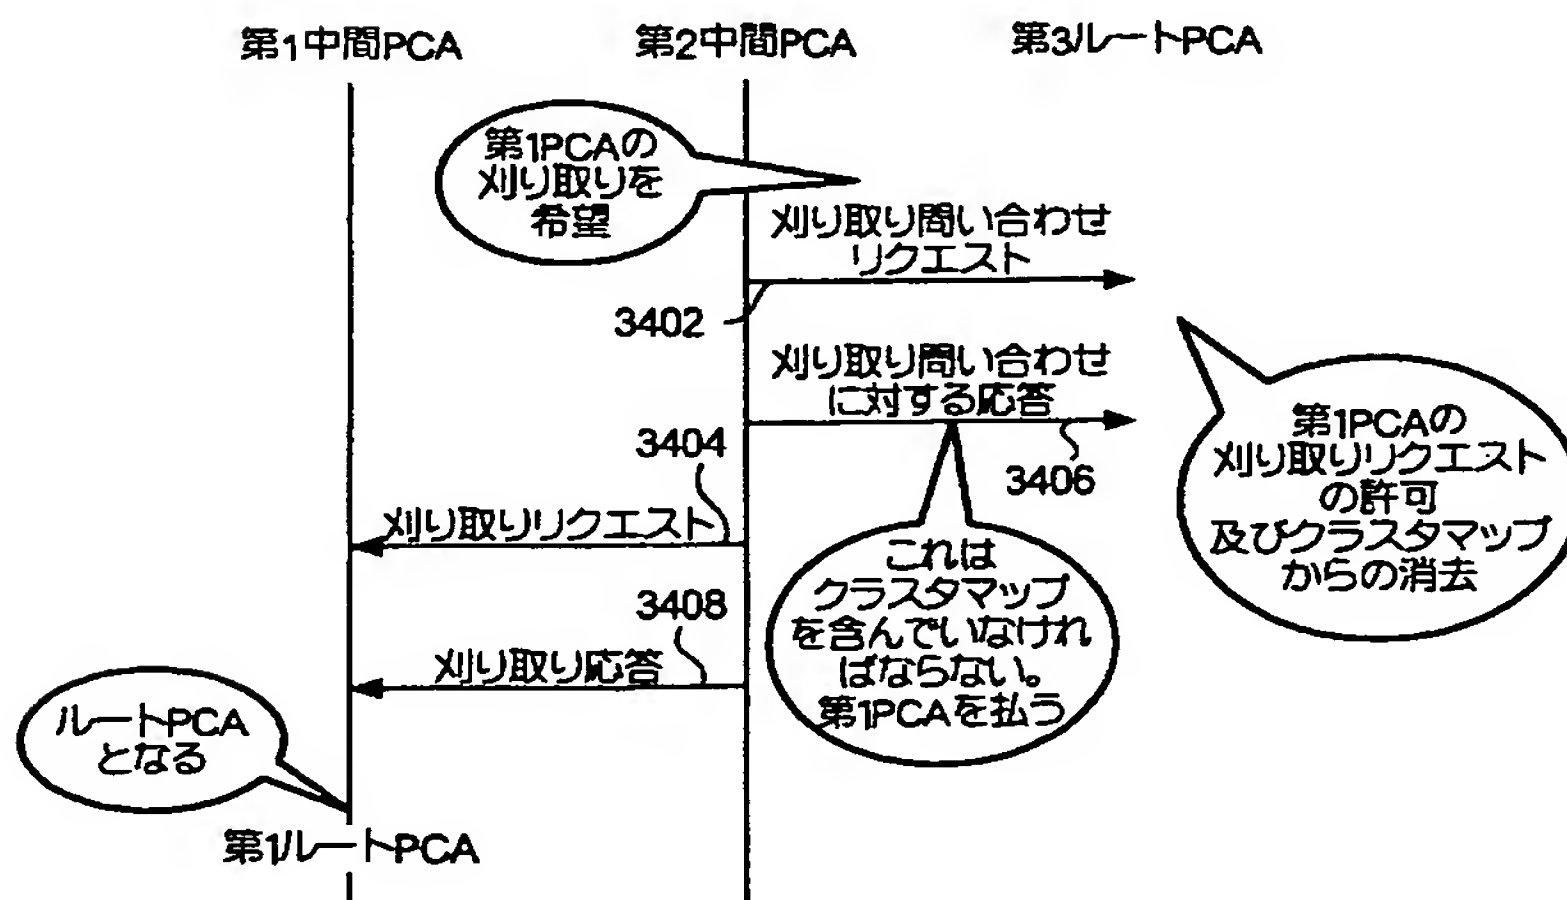 第1中間PCA
第2中間PCA
第3ルートPCA
第1PCAの
刈り取りを
希望
刈り取り問い合わせ
リクエスト
3402
刈り取り問い合わせ
に対する応答
3404
3406
第1PCAの
刈り取りリクエスト
の許可
及びクラスタマップ
からの消去
刈り取りリクエスト
これは
クラスタマップ
を含んでいなけれ
ばならない。
第1PCAを払う
3408
刈り取り応答
ルートPCA
となる
第1ルートPCA